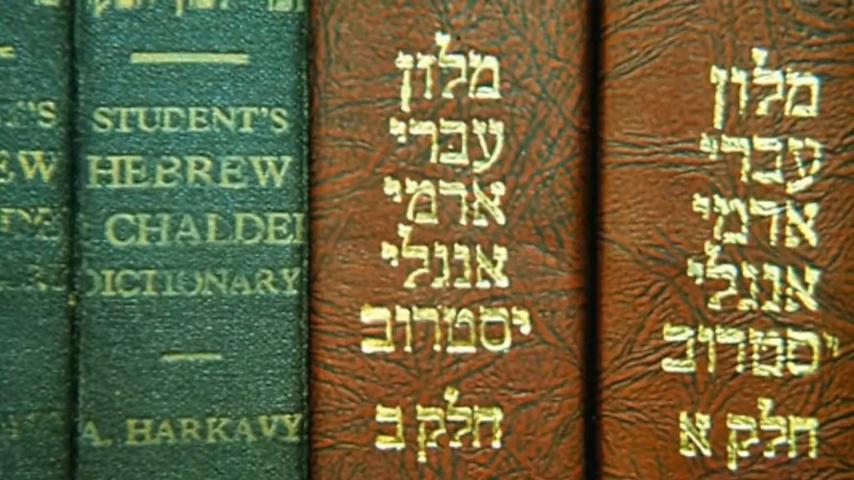 STUDENT'S
HEBREW
CHALDEE
DICTIONARY
A. HARKAVY
מלון
עברי
ארמי
אנגלי
יסטרוב
חלק ב
מלון
עברי
ארמי
אנגלי
יסטרוב
חלק א